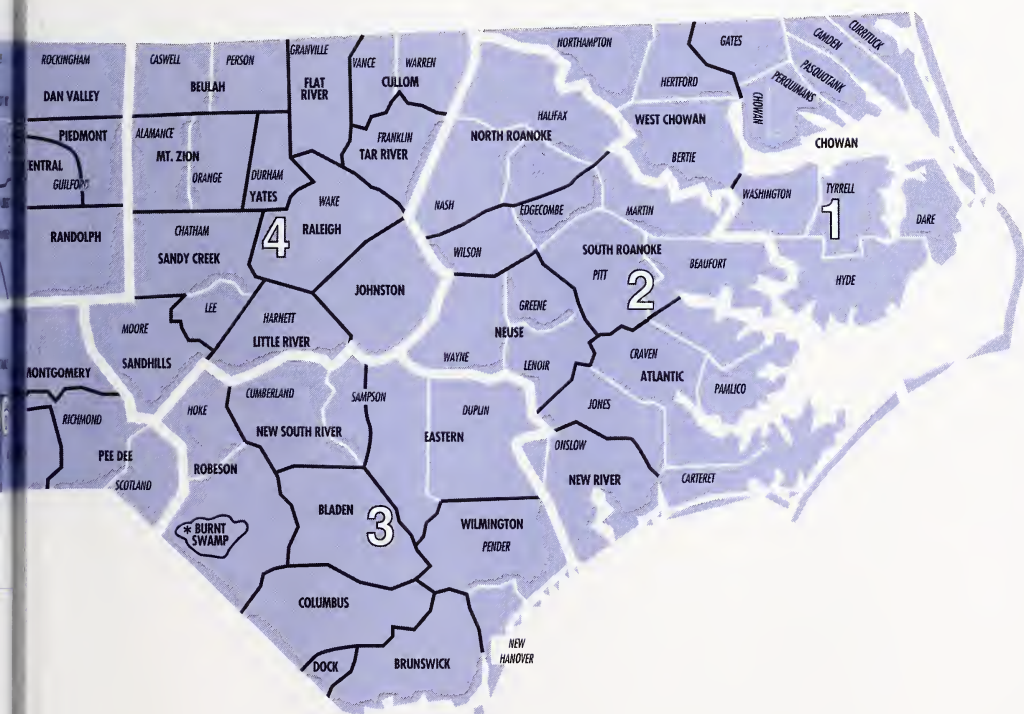 ROCKINGHAM
DAN VALLEY
CASWELL
PERSON
BEULAH
GRANVILLE
FLAT
RIVER
VANCE
WARREN
CULLOM
NORTHAMPTON
GATES
CAMDEN
CURRITUCK
PASQUOTANK
PERQUIMANS
HERTFORD
CHOWAN
PIEDMONT
ENTRAL
GUILFORD
ALAMANCE
MT. ZION
ORANGE
DURHAM
YATES
FRANKLIN
TAR RIVER
HALIFAX
NORTH ROANOKE
WEST CHOWAN
BERTIE
CHOWAN
RANDOLPH
CHATHAM
SANDY CREEK
WAKE
RALEIGH
4
NASH
EDGECOMBE
MARTIN
WASHINGTON
TYRRELL
1
DARE
WILSON
SOUTH ROANOKE
PITT
2
BEAUFORT
HYDE
JOHNSTON
LEE
HARNETT
LITTLE RIVER
MOORE
SANDHILLS
GREENE
NEUSE
WAYNE
LENOIR
CRAVEN
ATLANTIC
PAMLICO
MONTGOMERY
RICHMOND
PEE DEE
SCOTLAND
HOKE
CUMBERLAND
SAMPSON
NEW SOUTH RIVER
DUPLIN
EASTERN
JONES
ONSLOW
NEW RIVER
CARTERET
ROBESON
* BURNT
SWAMP
BLADEN
3
WILMINGTON
PENDER
COLUMBUS
DOCK
BRUNSWICK
NEW
HANOVER